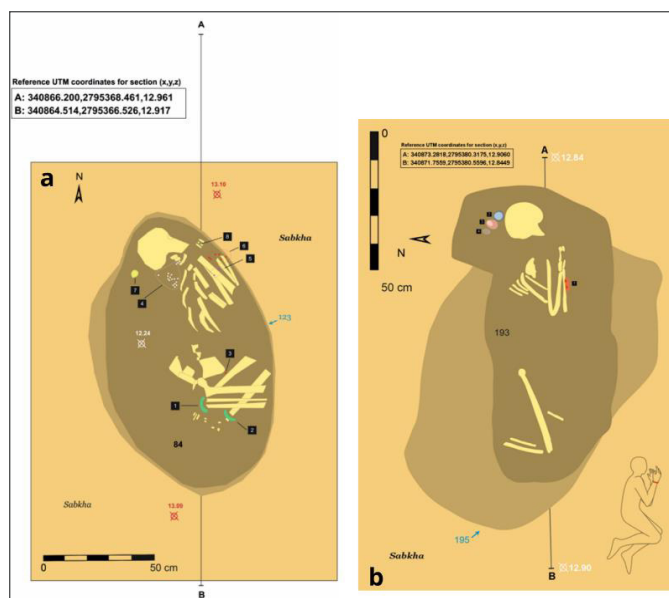 A
Reference UTM coordinates for section (x,y,z)
A: 340866.200,2795368.461,12.961
B: 340864.514,2795366.526,12.917
a
N
13.10
Sabkha
8
6
5
7
4
123
12.24
3
1
2
84
13.09
Sabkha
0
50 cm
B
0
Reference UTM coordinates for section (x,y,z)
A: 340873.2818,2795380.3175,12.9060
B: 340871.7559,2795380.5596,12.8449
A
12.84
N
50 cm
193
195
Sabkha
B
12.90
b